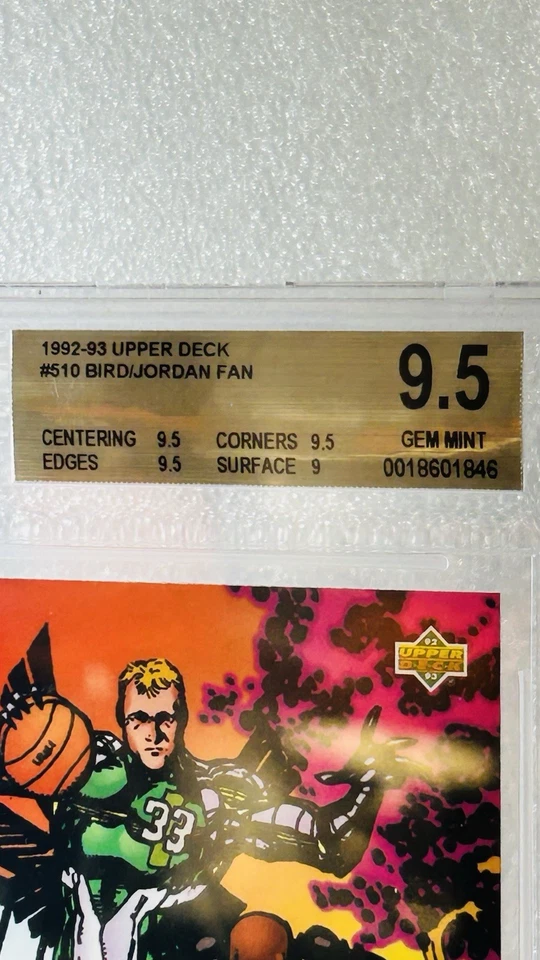 1992-93 UPPER DECK
#510 BIRD/JORDAN FAN
9.5
CENTERING 9.5 CORNERS 9.5 GEM MINT
EDGES 9.5 SURFACE 9 0018601846
92
UPPER
DECK
93
33